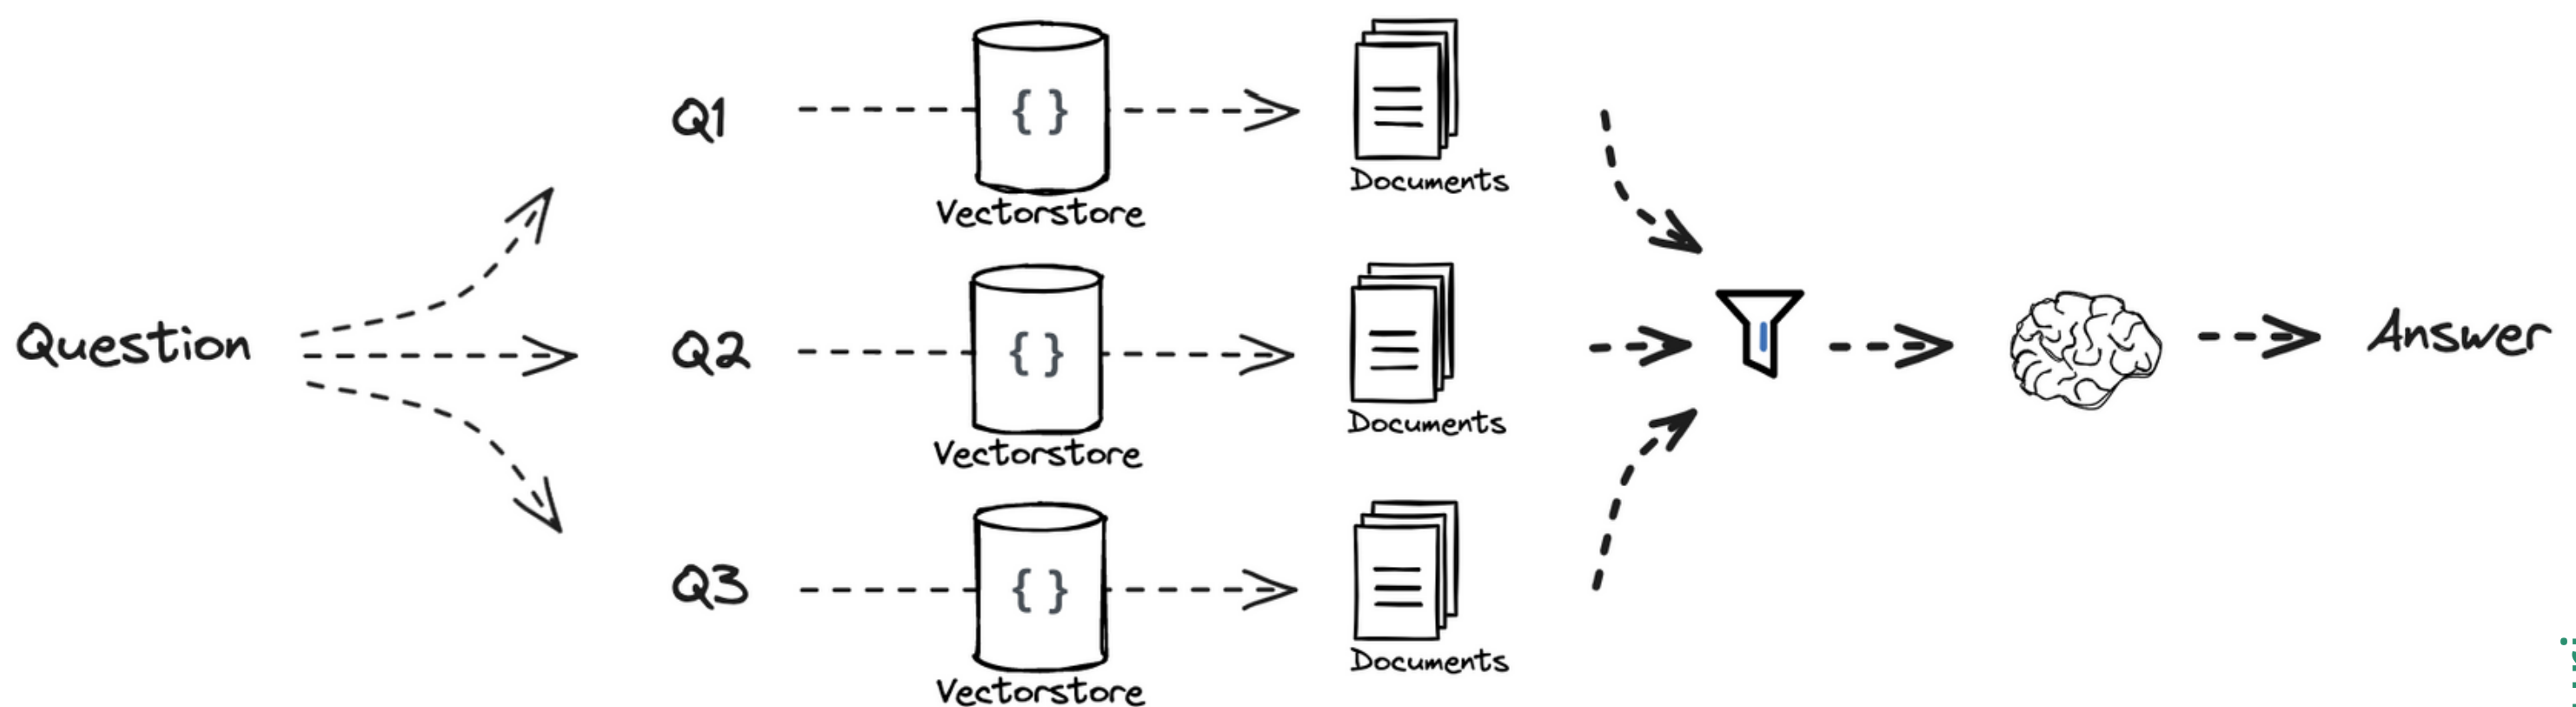 Question
Q1
{ }
Vectorstore
Documents
Q2
{ }
Vectorstore
Documents
Q3
{ }
Vectorstore
Documents
Answer